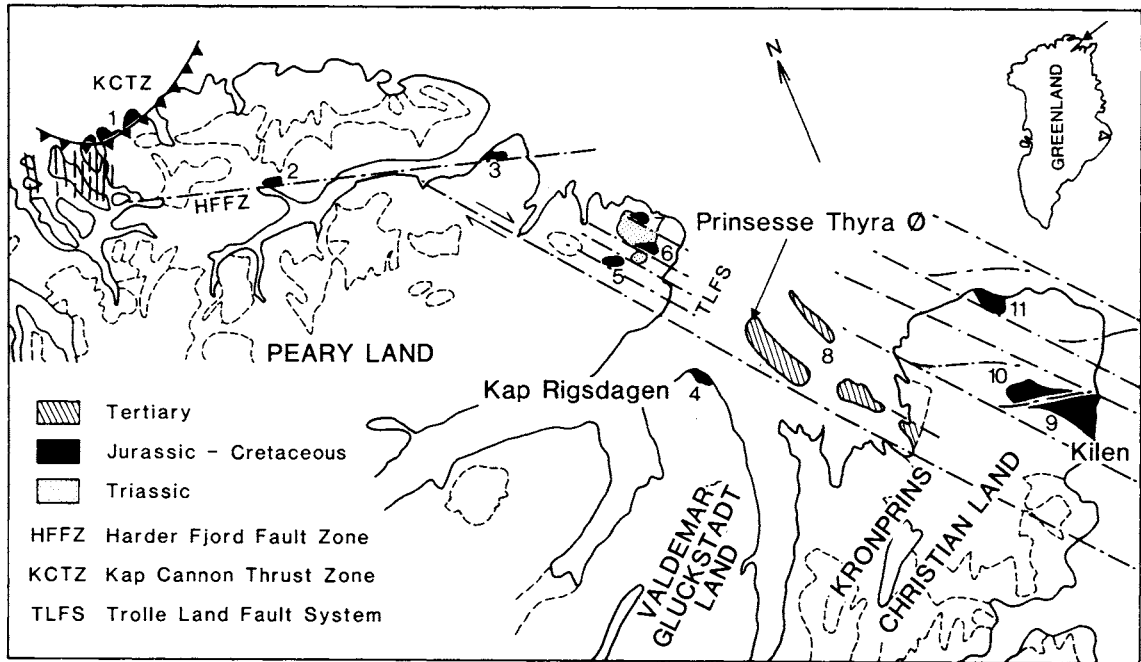 KCTZ
1
N
GREENLAND
2
HFFZ
3
7
6
5
TLFS
Prinsesse Thyra Ø
8
11
10
9
Kilen
PEARY LAND
Kap Rigsdagen
4
VALDEMAR
GLUCKSTADT
LAND
KRONPRINS
CHRISTIAN LAND
Tertiary
Jurassic - Cretaceous
Triassic
HFFZ Harder Fjord Fault Zone
KCTZ Kap Cannon Thrust Zone
TLFS Trolle Land Fault System